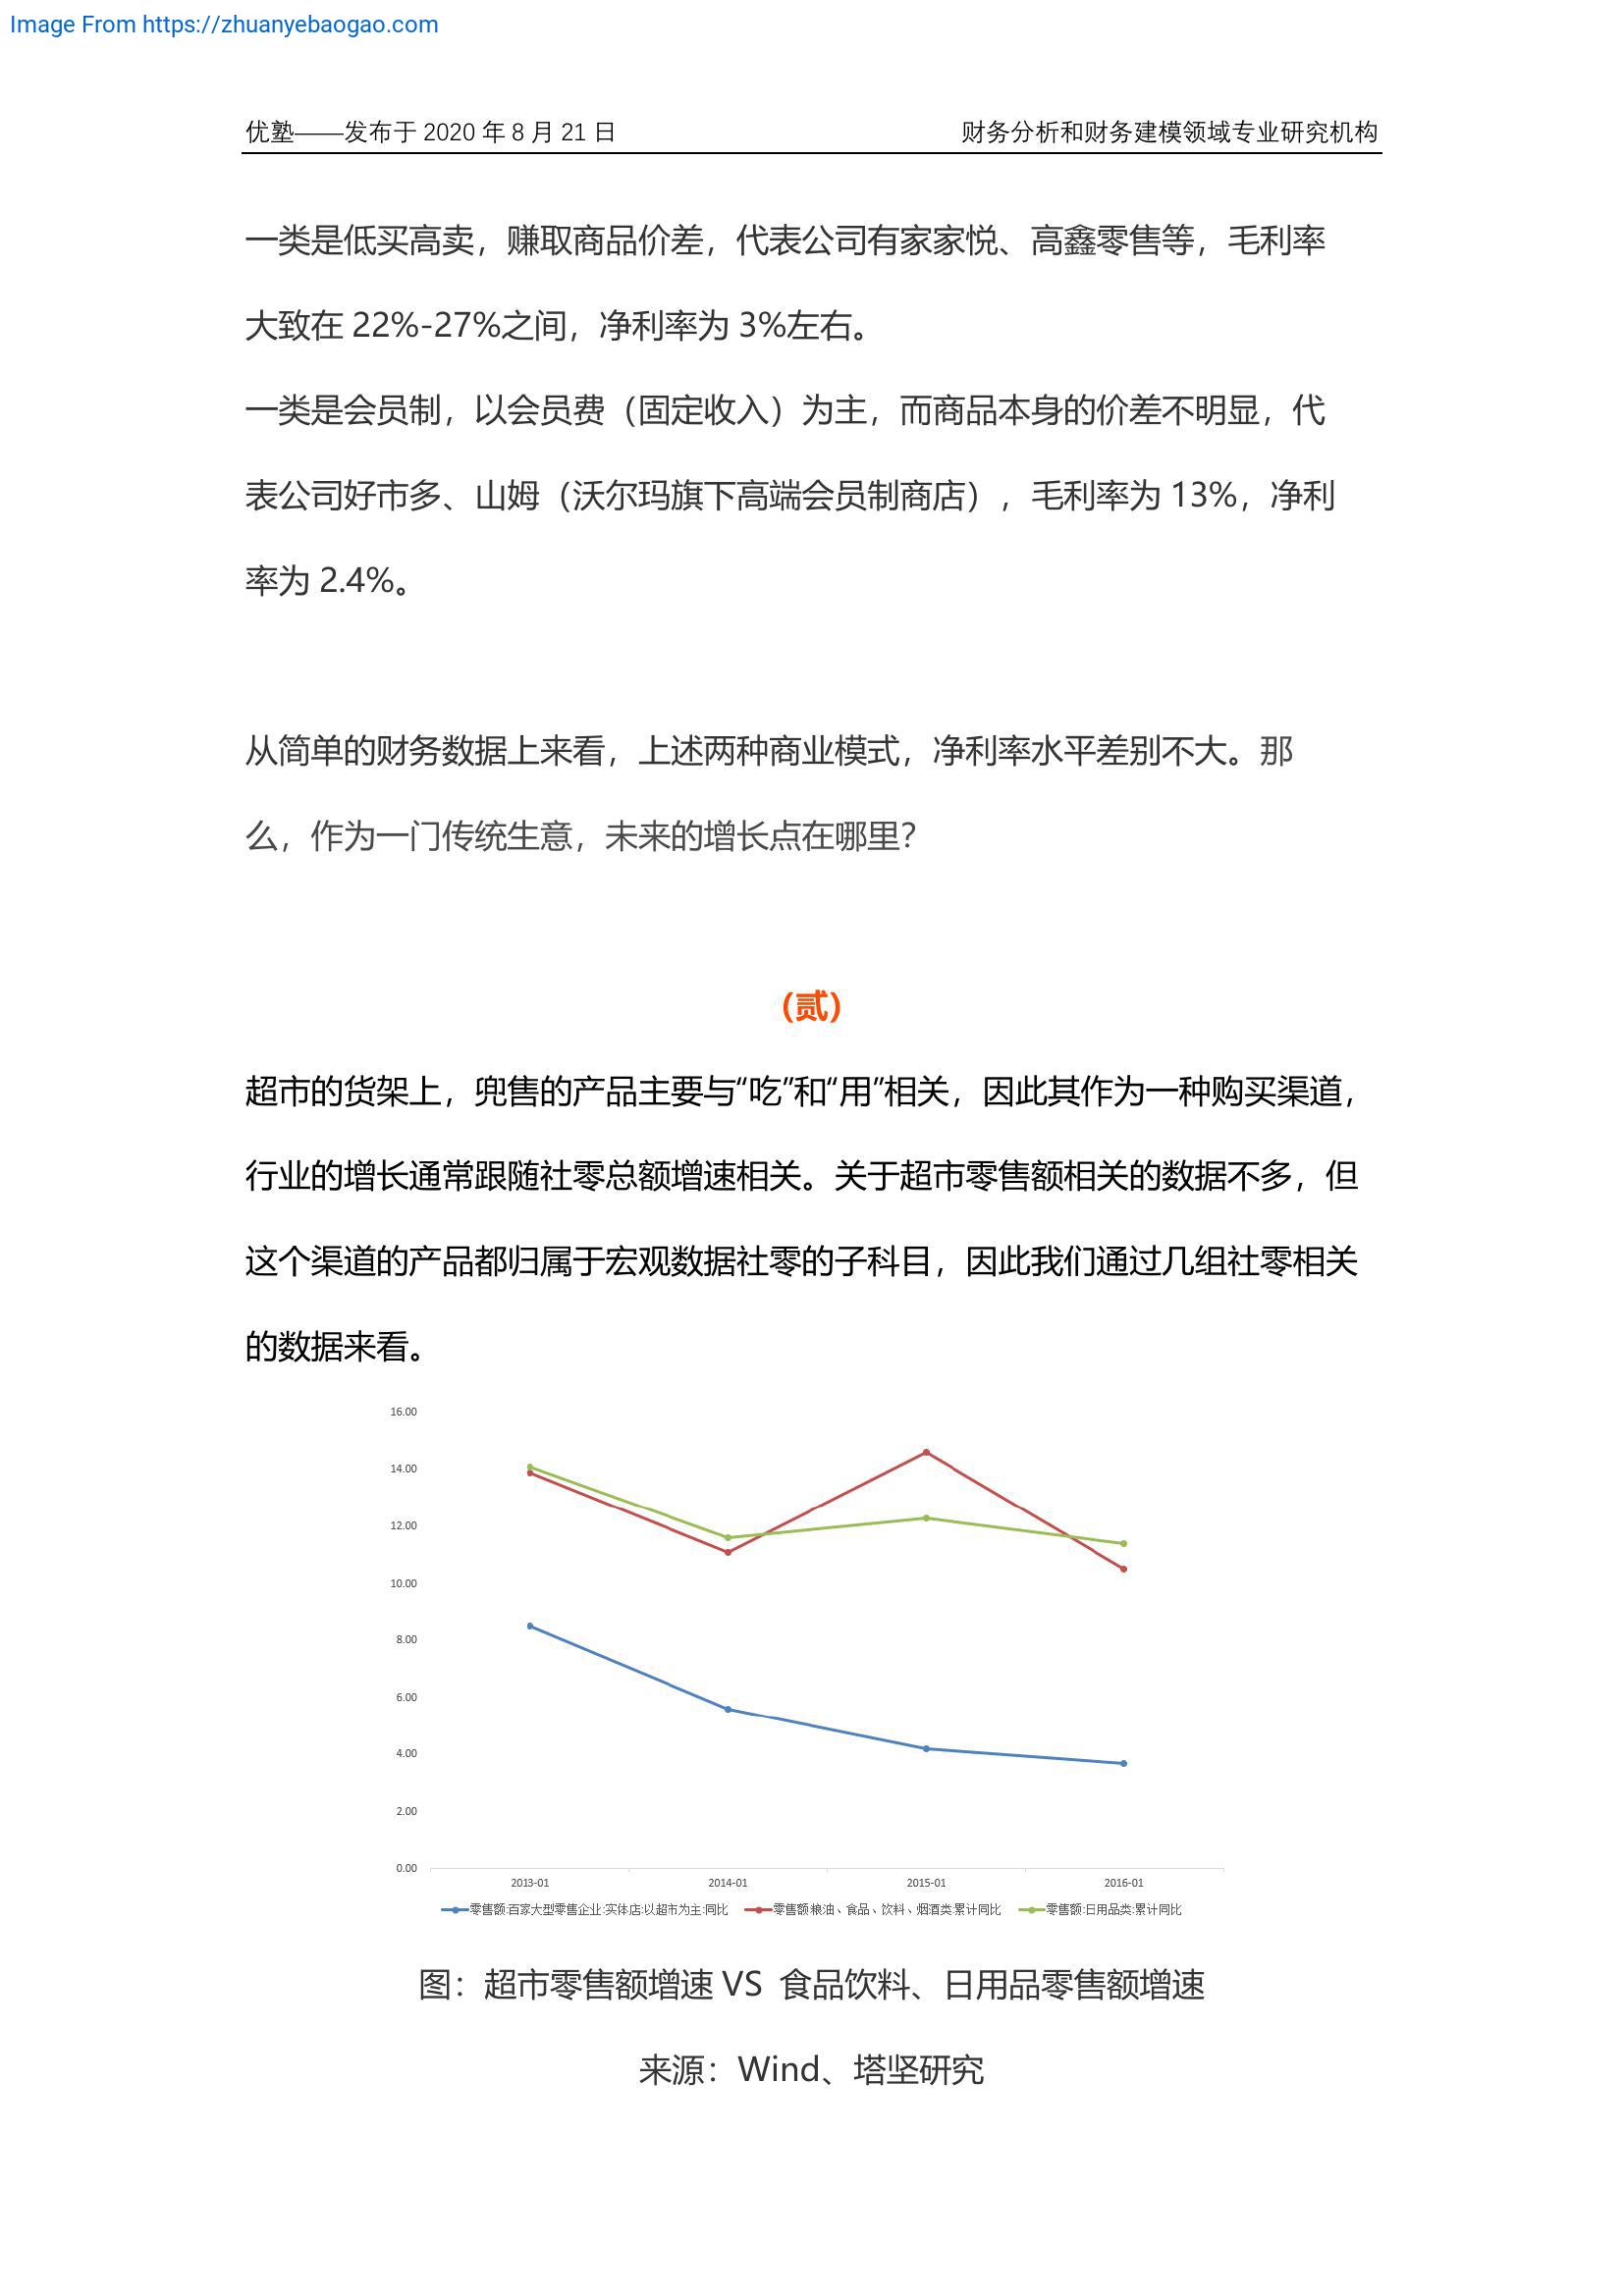 Image From https://zhuanyebaogao.com
优塾——发布于 2020 年 8 月 21 日 财务分析和财务建模领域专业研究机构
一类是低买高卖，赚取商品价差，代表公司有家家悦、高鑫零售等，毛利率
大致在 22%-27%之间，净利率为 3%左右。
一类是会员制，以会员费（固定收入）为主，而商品本身的价差不明显，代
表公司好市多、山姆（沃尔玛旗下高端会员制商店），毛利率为 13%，净利
率为 2.4%。
从简单的财务数据上来看，上述两种商业模式，净利率水平差别不大。那
么，作为一门传统生意，未来的增长点在哪里？
(贰)
超市的货架上，兜售的产品主要与“吃”和“用”相关，因此其作为一种购买渠道，
行业的增长通常跟随社零总额增速相关。关于超市零售额相关的数据不多，但
这个渠道的产品都归属于宏观数据社零的子科目，因此我们通过几组社零相关
的数据来看。
16.00
14.00
12.00
10.00
8.00
6.00
4.00
2.00
0.00
2013-01 2014-01 2015-01 2016-01
零售额:百家大型零售企业:实体店:以超市为主:同比 零售额:粮油、食品、饮料、烟酒类:累计同比 零售额:日用品类:累计同比
图：超市零售额增速 VS 食品饮料、日用品零售额增速
来源：Wind、塔坚研究